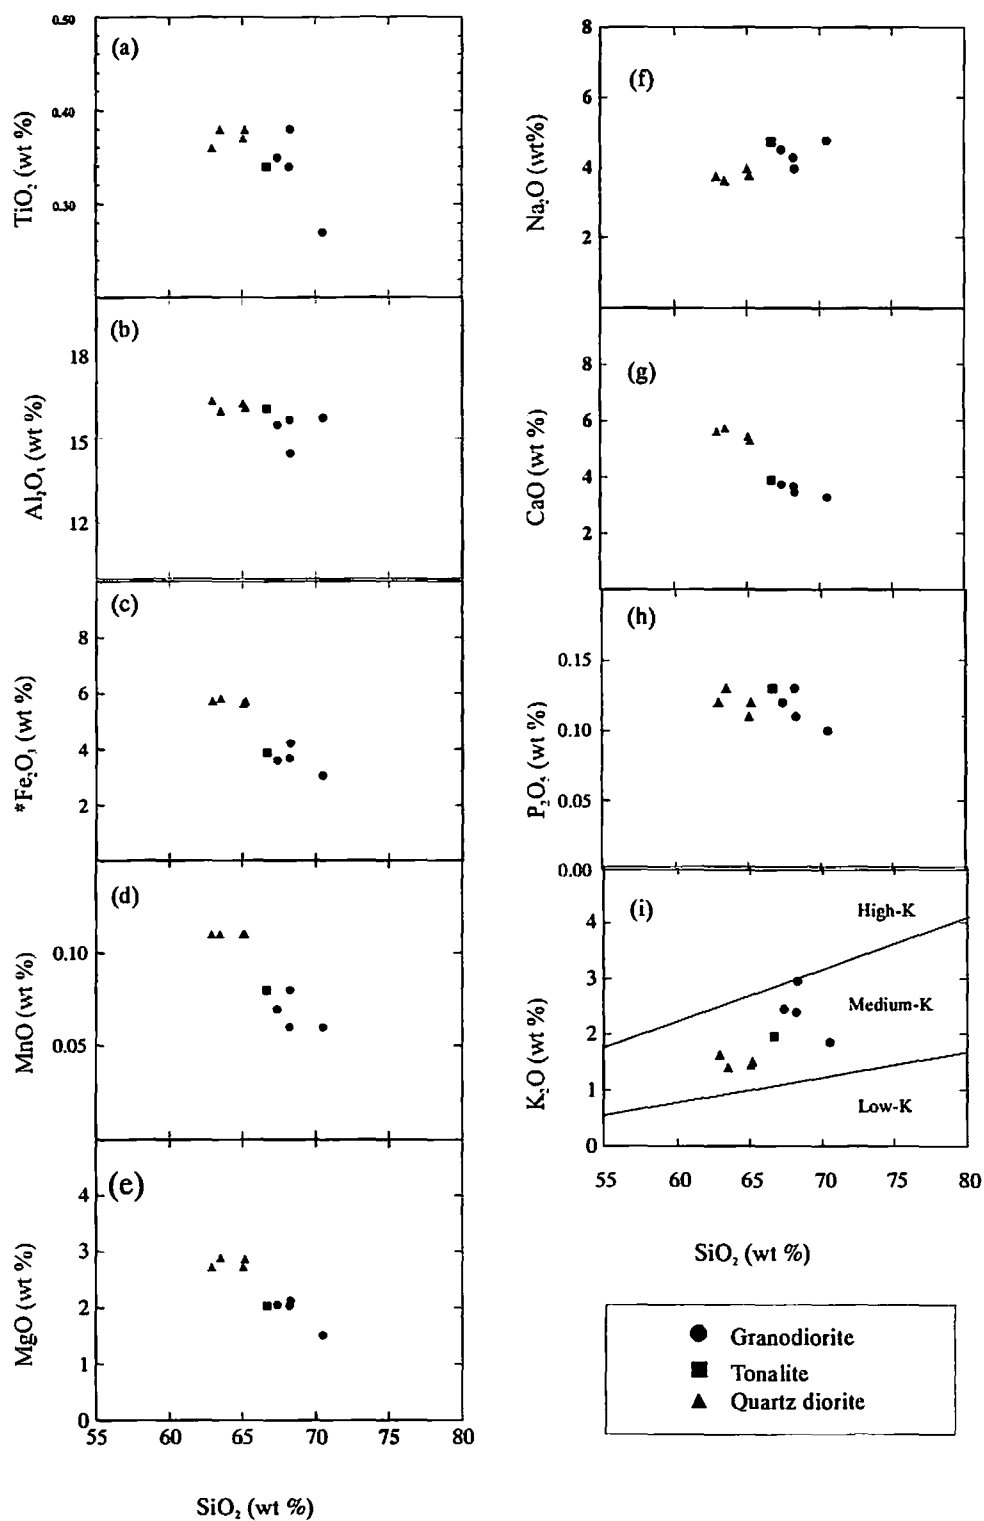 (a)
0.50
0.40
0.30
TiO₂ (wt %)
(b)
18
15
12
Al₂O₃ (wt %)
(c)
8
6
4
2
*Fe₂O₃ (wt %)
(d)
0.10
0.05
MnO (wt %)
(e)
4
3
2
1
0
MgO (wt %)
55 60 65 70 75 80
SiO₂ (wt %)
(f)
8
6
4
2
Na₂O (wt%)
(g)
8
6
4
2
CaO (wt %)
(h)
0.15
0.10
0.05
0.00
P₂O₅ (wt %)
(i)
High-K
Medium-K
Low-K
4
3
2
1
0
K₂O (wt %)
55 60 65 70 75 80
SiO₂ (wt %)
Granodiorite
Tonalite
Quartz diorite